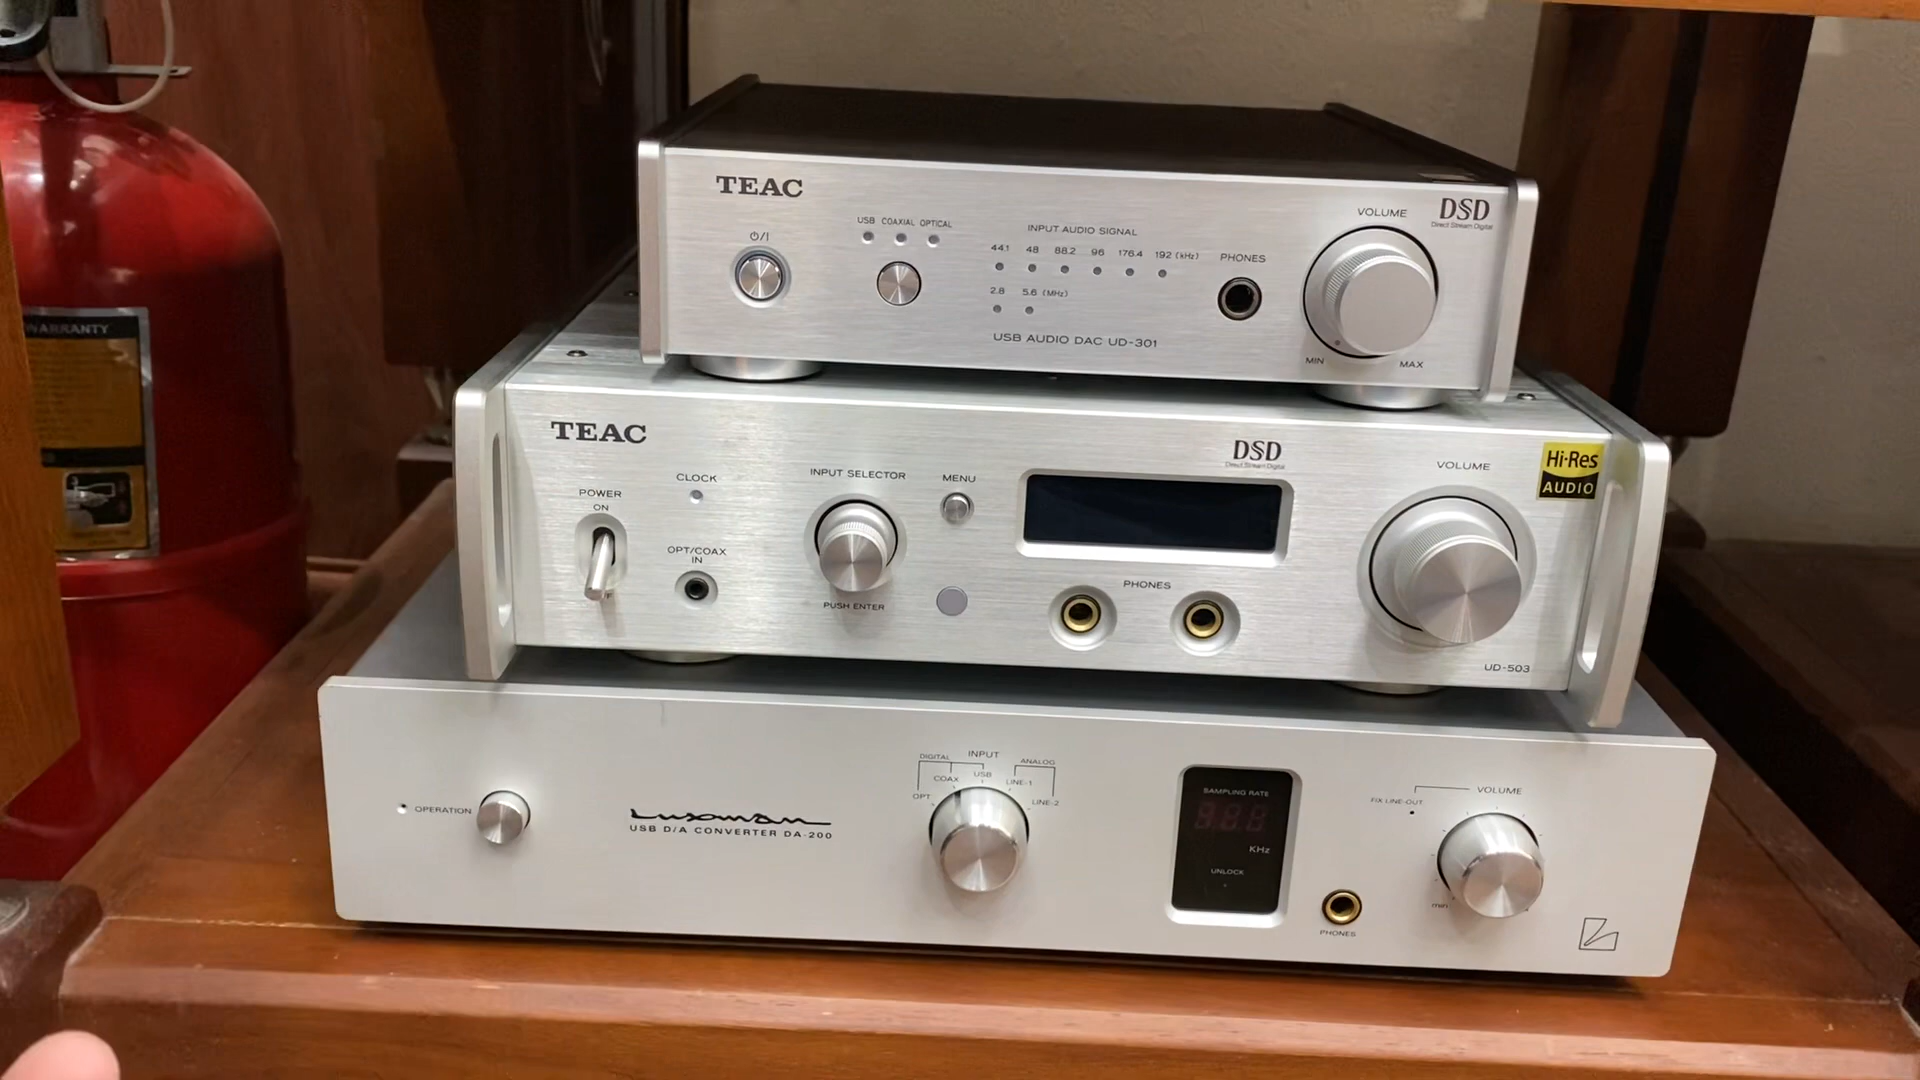 WARRANTY
TEAC
USB COAXIAL OPTICAL
INPUT AUDIO SIGNAL
44.1 48 88.2 96 176.4 192 (kHz)
2.8 5.6 (MHz)
USB AUDIO DAC UD-301
PHONES
VOLUME
MIN MAX
DSD
Direct Stream Digital
TEAC
POWER
ON
CLOCK
OPT/COAX
IN
INPUT SELECTOR
PUSH ENTER
MENU
DSD
Direct Stream Digital
PHONES
VOLUME
Hi-Res
AUDIO
UD-503
OPERATION
Luxman
USB D/A CONVERTER DA-200
INPUT
DIGITAL ANALOG
OPT COAX USB LINE-1 LINE-2
SAMPLING RATE
KHz
UNLOCK
PHONES
VOLUME
FIX LINE-OUT
min